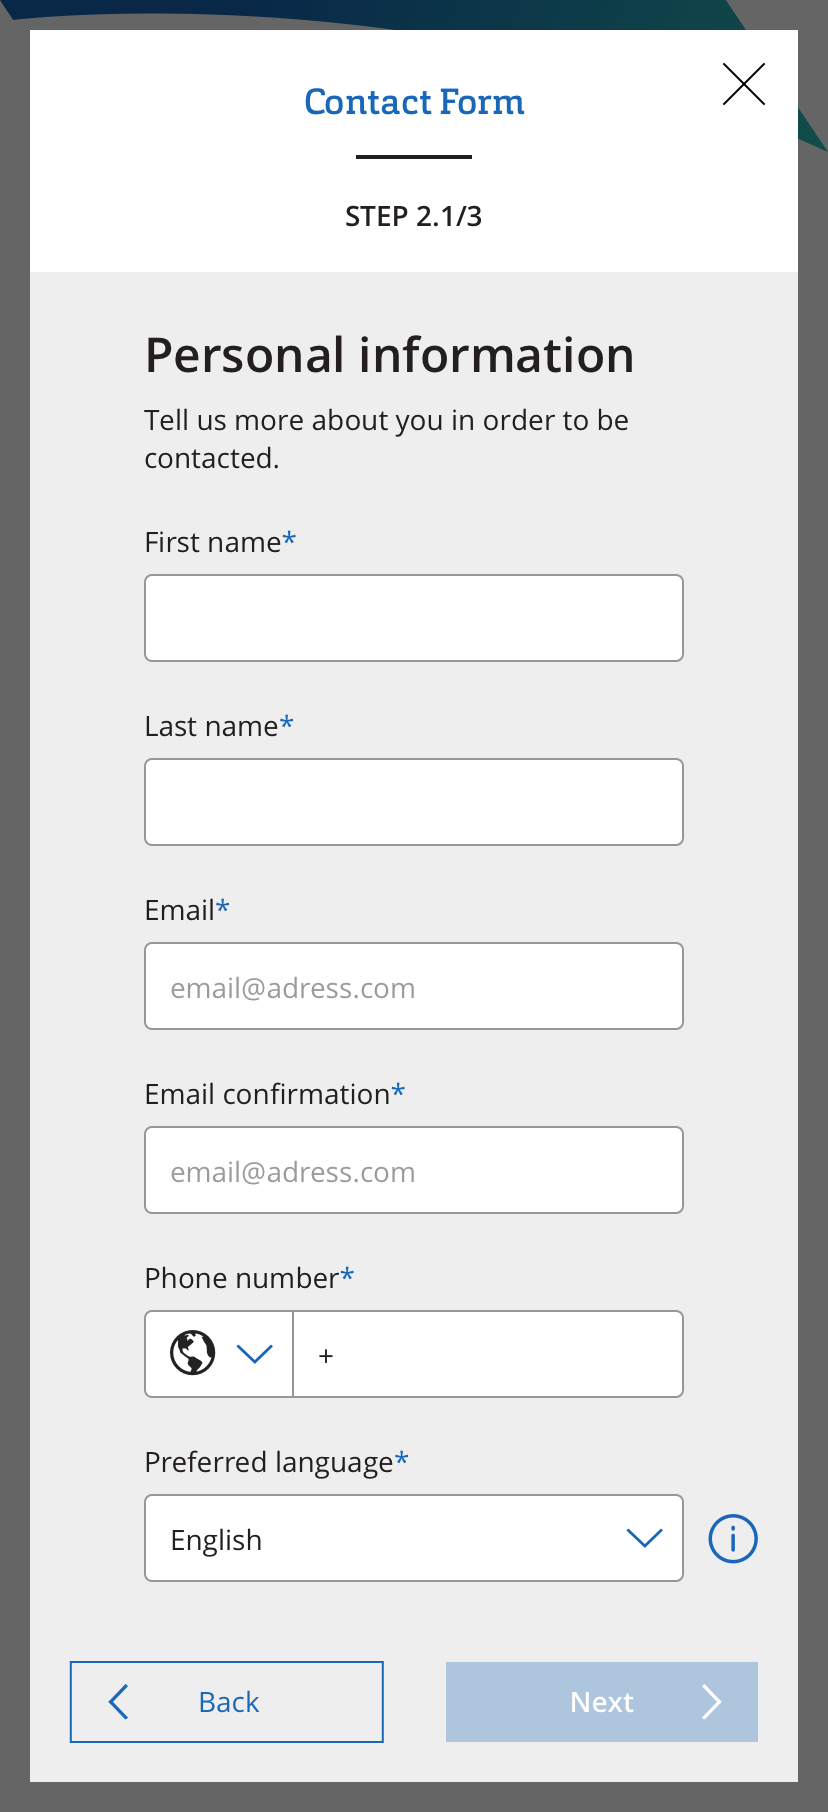 Contact Form
STEP 2.1/3
Personal information
Tell us more about you in order to be
contacted.
First name*
Last name*
Email*
email@adress.com
Email confirmation*
email@adress.com
Phone number*
+
Preferred language*
English
Back
Next